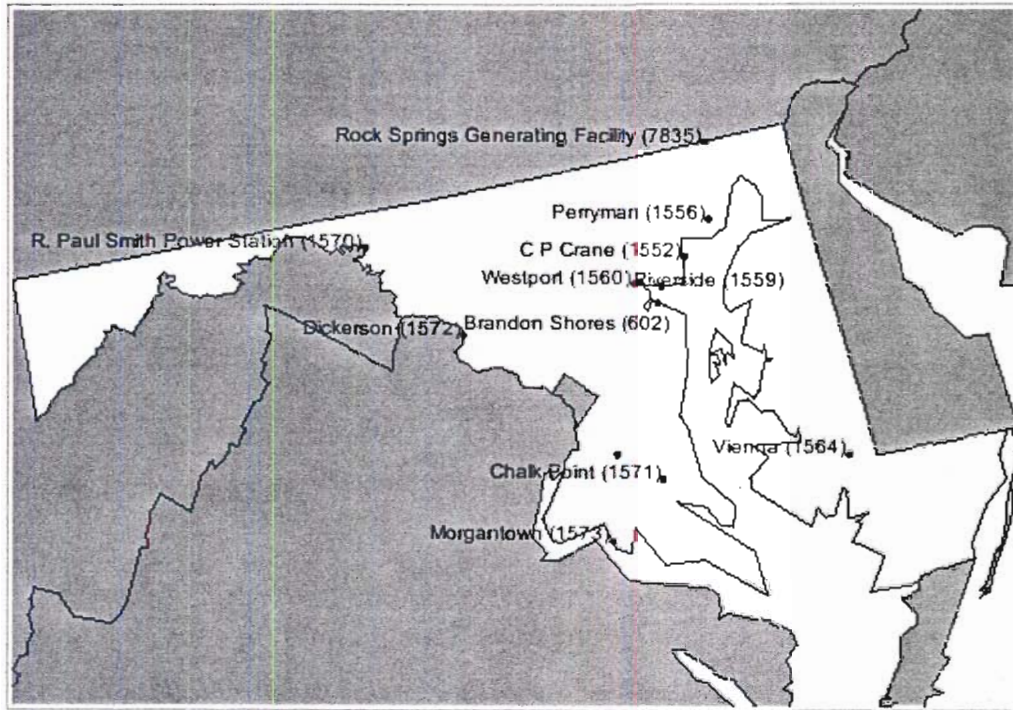 Rock Springs Generating Facility (7835)
Perryman (1556)
R. Paul Smith Power Station (1570)
C P Crane (1552)
Westport (1560)
Riverside (1559)
Dickerson (1572)
Brandon Shores (602)
Vienna (1564)
Chalk Point (1571)
Morgantown (1573)